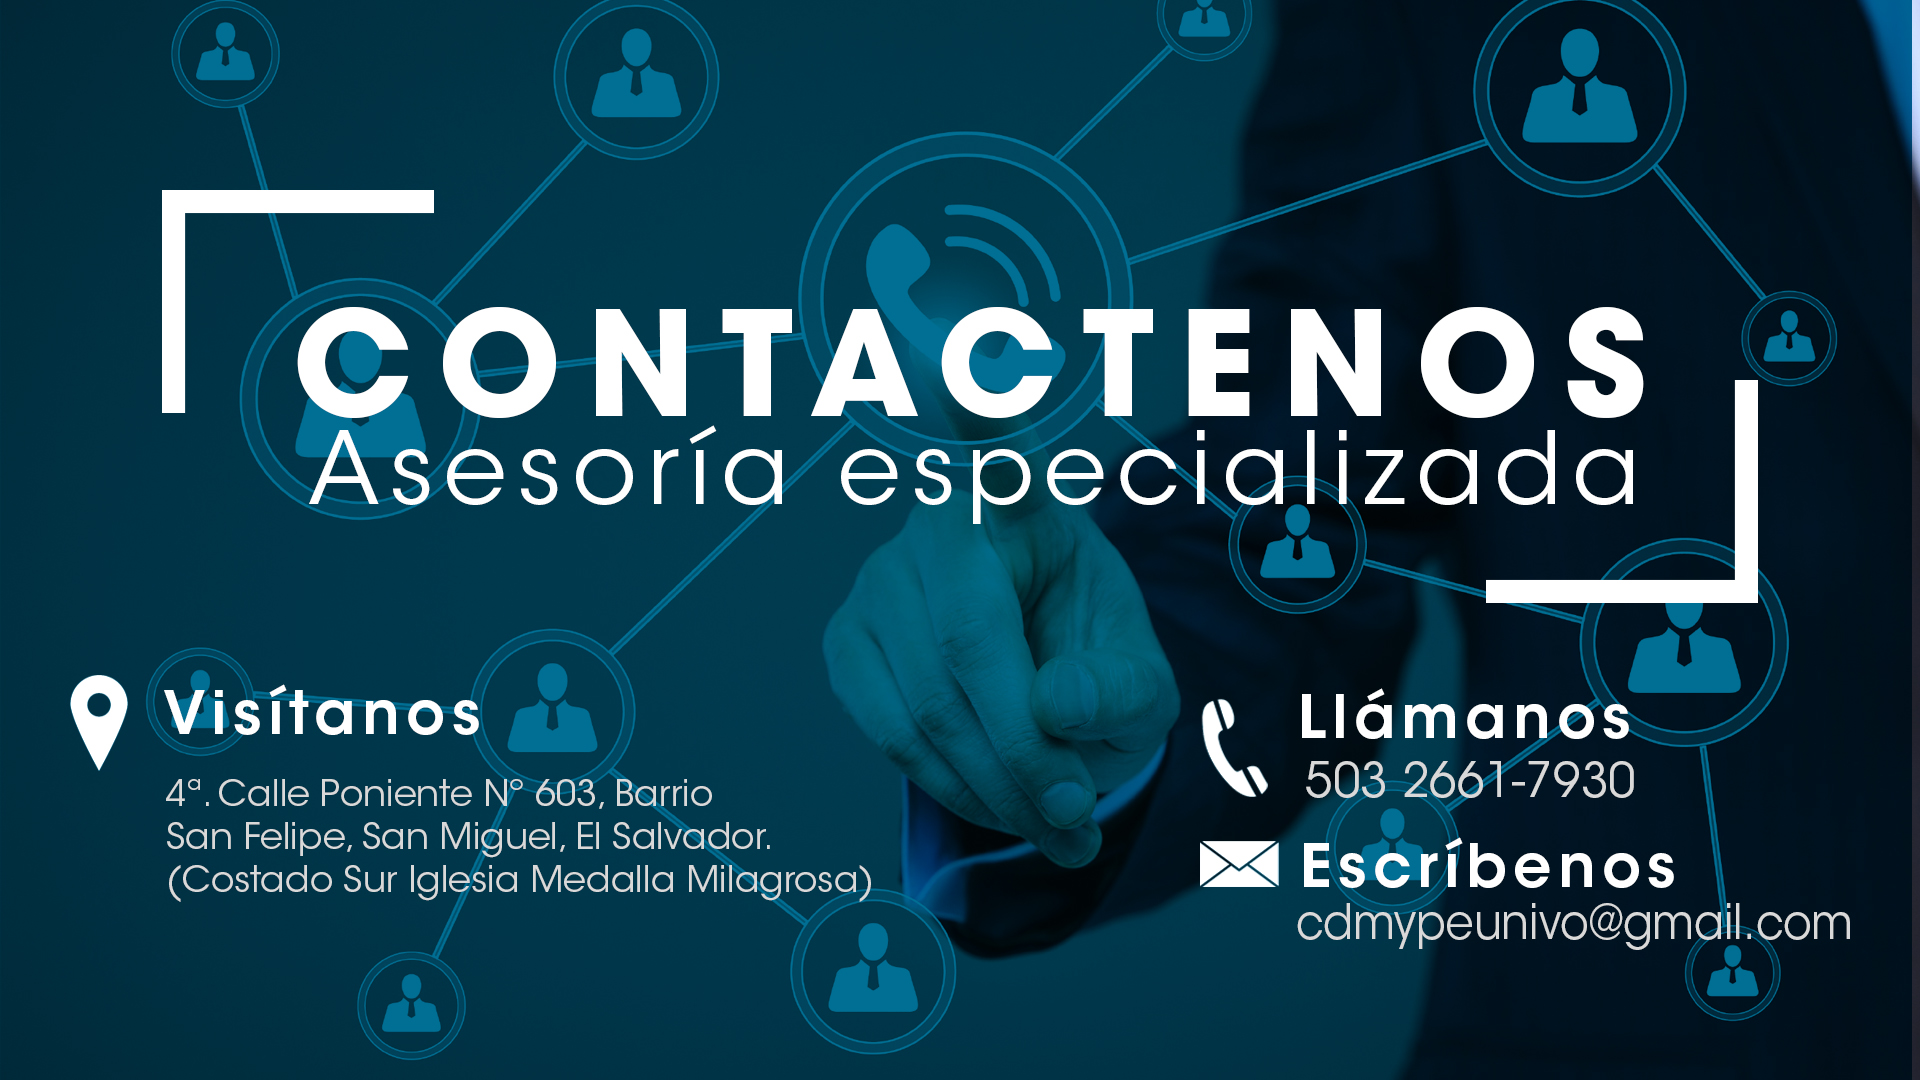 CONTACTENOS
Asesoría especializada
Visítanos
4ª. Calle Poniente Nº 603, Barrio
San Felipe, San Miguel, El Salvador.
(Costado Sur Iglesia Medalla Milagrosa)
Llámanos
503 2661-7930
Escríbenos
cdmypeunivo@gmail.com